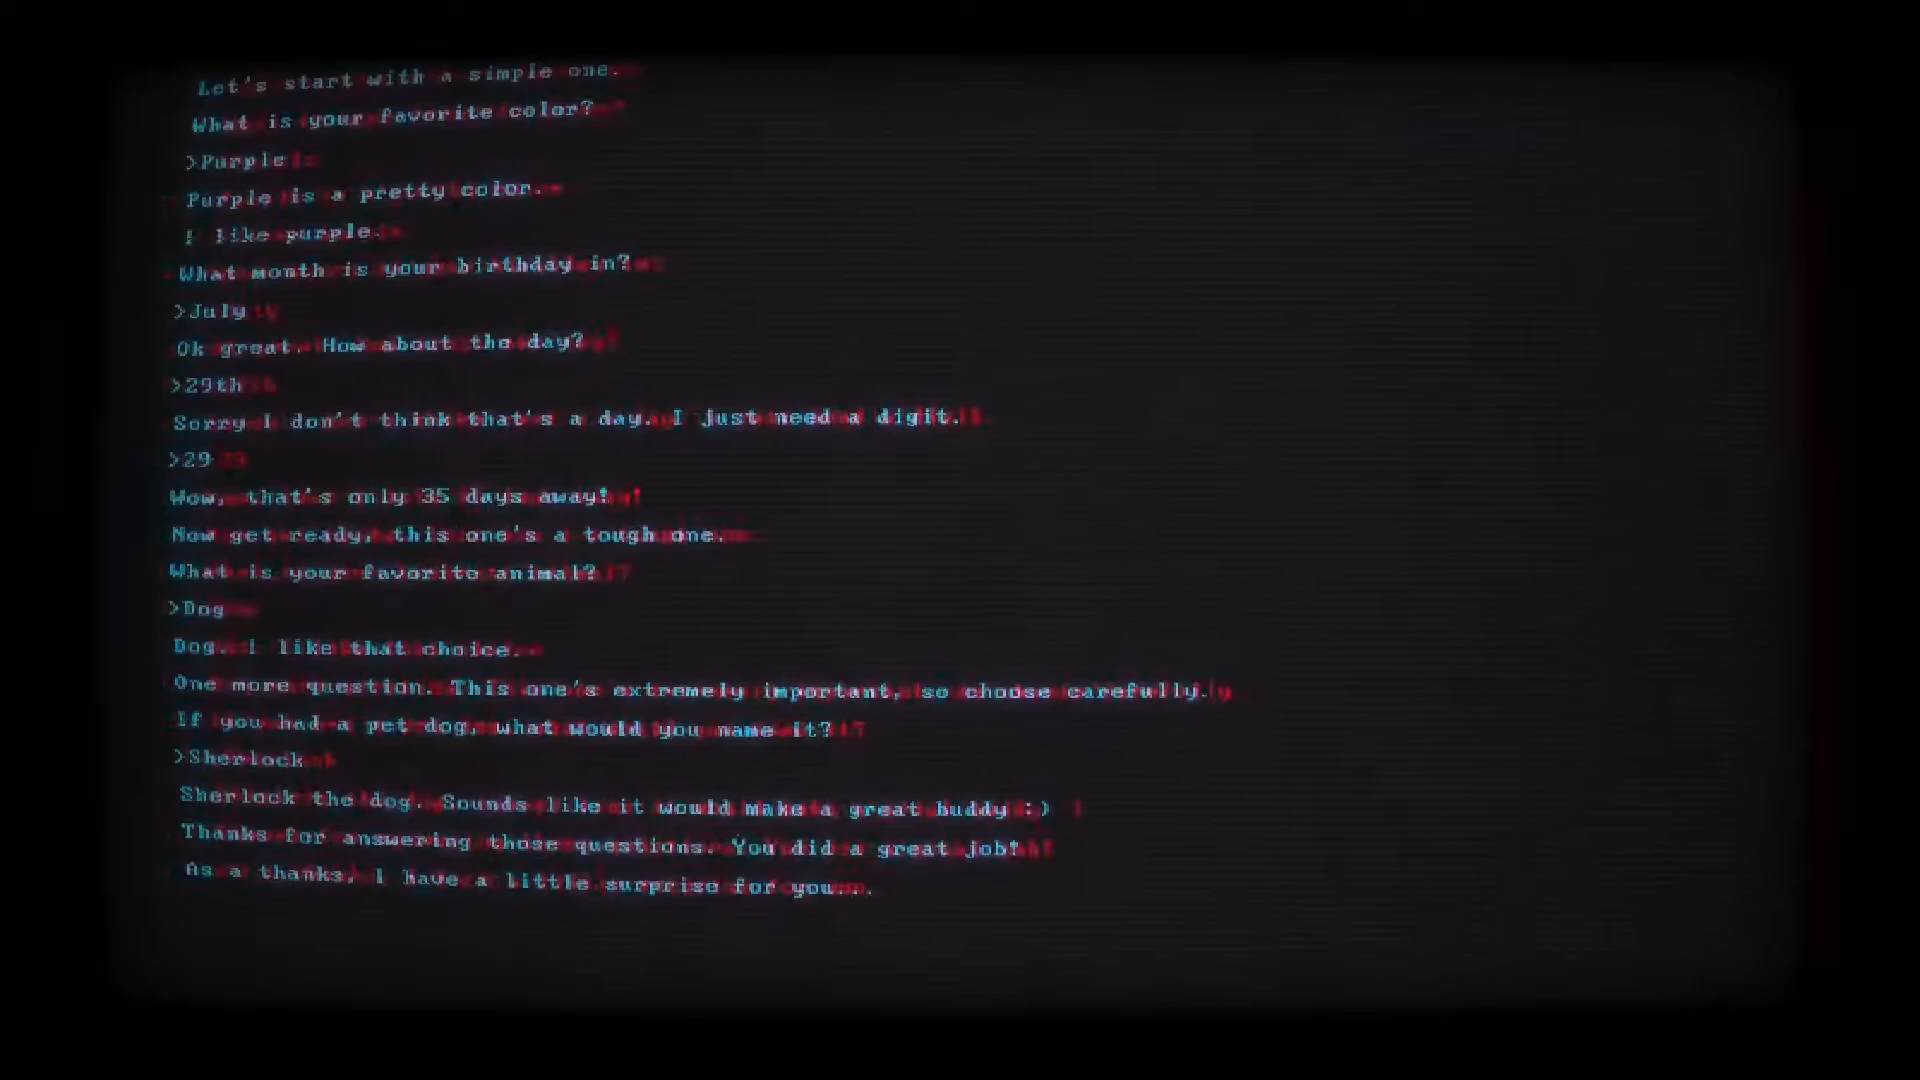 Let's start with a simple one.
What is your favorite color?
>Purple
Purple is a pretty color.
I like purple.
What month is your birthday in?
>July
Ok great. How about the day?
>29th
Sorry I don't think that's a day. I just need a digit.
>29
Wow, that's only 35 days away!
Now get ready, this one's a tough one.
What is your favorite animal?
>Dog
Dog. I like that choice.
One more question. This one's extremely important, so choose carefully.
If you had a pet dog, what would you name it?
>Sherlock
Sherlock the dog. Sounds like it would make a great buddy :)
Thanks for answering those questions. You did a great job!
As a thanks, I have a little surprise for you...